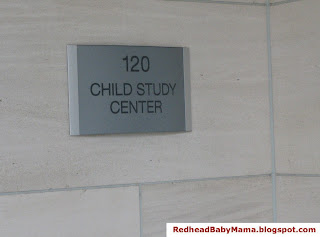 120
CHILD STUDY
CENTER
RedheadBabyMama.blogspot.com